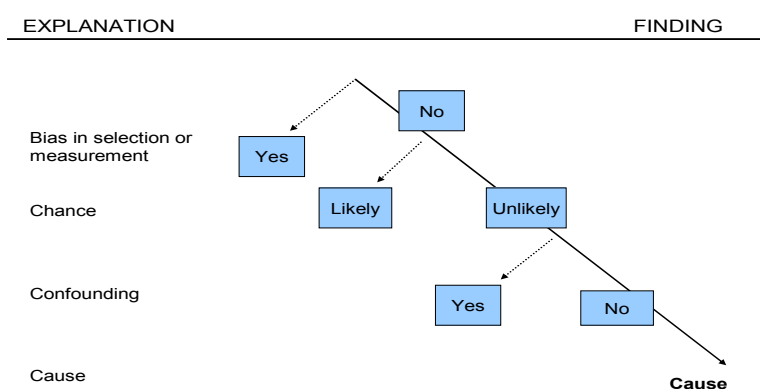 EXPLANATION FINDING
No
Bias in selection or
measurement
Yes
Chance
Likely
Unlikely
Confounding
Yes
No
Cause
Cause